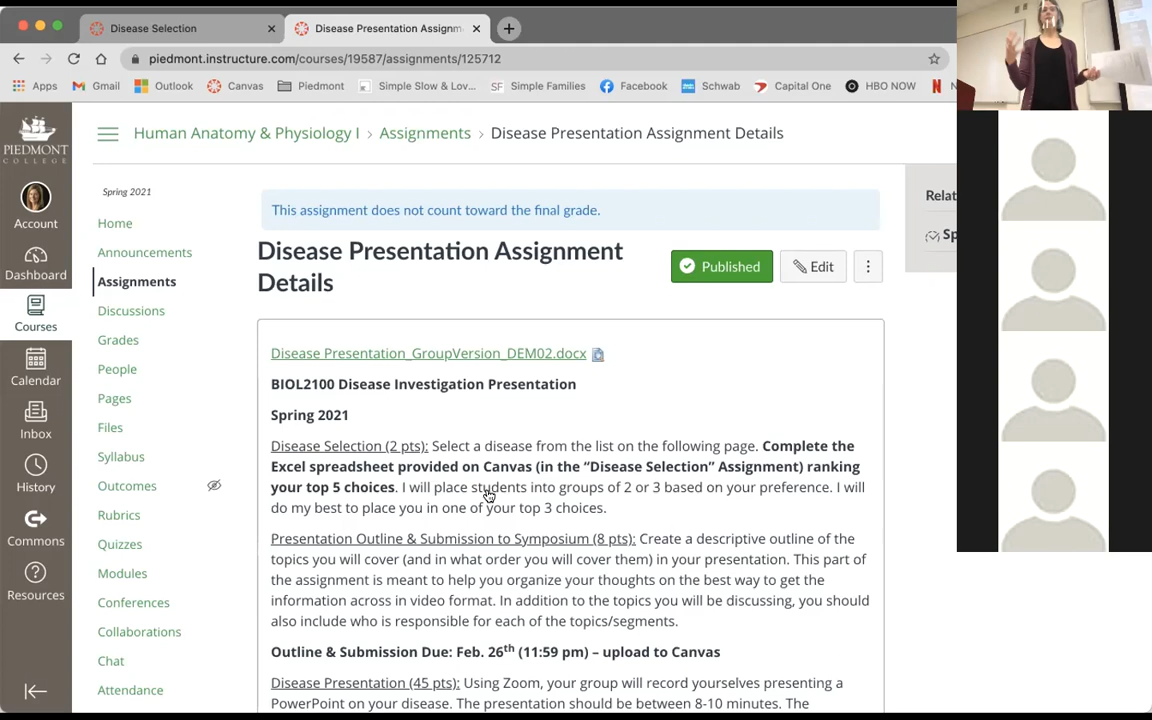 Disease Selection
Disease Presentation Assignm
piedmont.instructure.com/courses/19587/assignments/125712
Apps
Gmail
Outlook
Canvas
Piedmont
Simple Slow & Lov...
SF
Simple Families
Facebook
Schwab
Capital One
HBO NOW
N
PIEDMONT
COLLEGE
Account
Dashboard
Courses
Calendar
Inbox
History
Commons
Resources
Human Anatomy & Physiology I › Assignments › Disease Presentation Assignment Details
Spring 2021
Home
Announcements
Assignments
Discussions
Grades
People
Pages
Files
Syllabus
Outcomes
Rubrics
Quizzes
Modules
Conferences
Collaborations
Chat
Attendance
This assignment does not count toward the final grade.
Disease Presentation Assignment
Details
Published
Edit
Relat
Sp
Disease Presentation_GroupVersion_DEM02.docx
BIOL2100 Disease Investigation Presentation
Spring 2021
Disease Selection (2 pts): Select a disease from the list on the following page. Complete the
Excel spreadsheet provided on Canvas (in the “Disease Selection” Assignment) ranking
your top 5 choices. I will place students into groups of 2 or 3 based on your preference. I will
do my best to place you in one of your top 3 choices.
Presentation Outline & Submission to Symposium (8 pts): Create a descriptive outline of the
topics you will cover (and in what order you will cover them) in your presentation. This part of
the assignment is meant to help you organize your thoughts on the best way to get the
information across in video format. In addition to the topics you will be discussing, you should
also include who is responsible for each of the topics/segments.
Outline & Submission Due: Feb. 26th (11:59 pm) – upload to Canvas
Disease Presentation (45 pts): Using Zoom, your group will record yourselves presenting a
PowerPoint on your disease. The presentation should be between 8-10 minutes. The